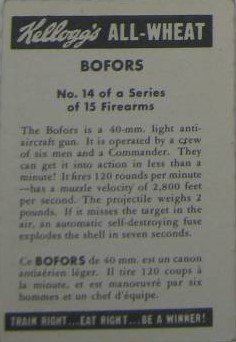 Kellogg's ALL-WHEAT
BOFORS
No. 14 of a Series
of 15 Firearms
The Bofors is a 40-mm. light anti-
aircraft gun. It is operated by a crew
of six men and a Commander. They
can get it into action in less than a
minute! It fires 120 rounds per minute
—has a muzzle velocity of 2,800 feet
per second. The projectile weighs 2
pounds. If it misses the target in the
air, an automatic self-destroying fuse
explodes the shell in seven seconds.
Ce BOFORS de 40 mm. est un canon
antiaérien léger. Il tire 120 coups à
la minute, et est manoeuvré par six
hommes et un chef d'équipe.
TRAIN RIGHT...EAT RIGHT...BE A WINNER!